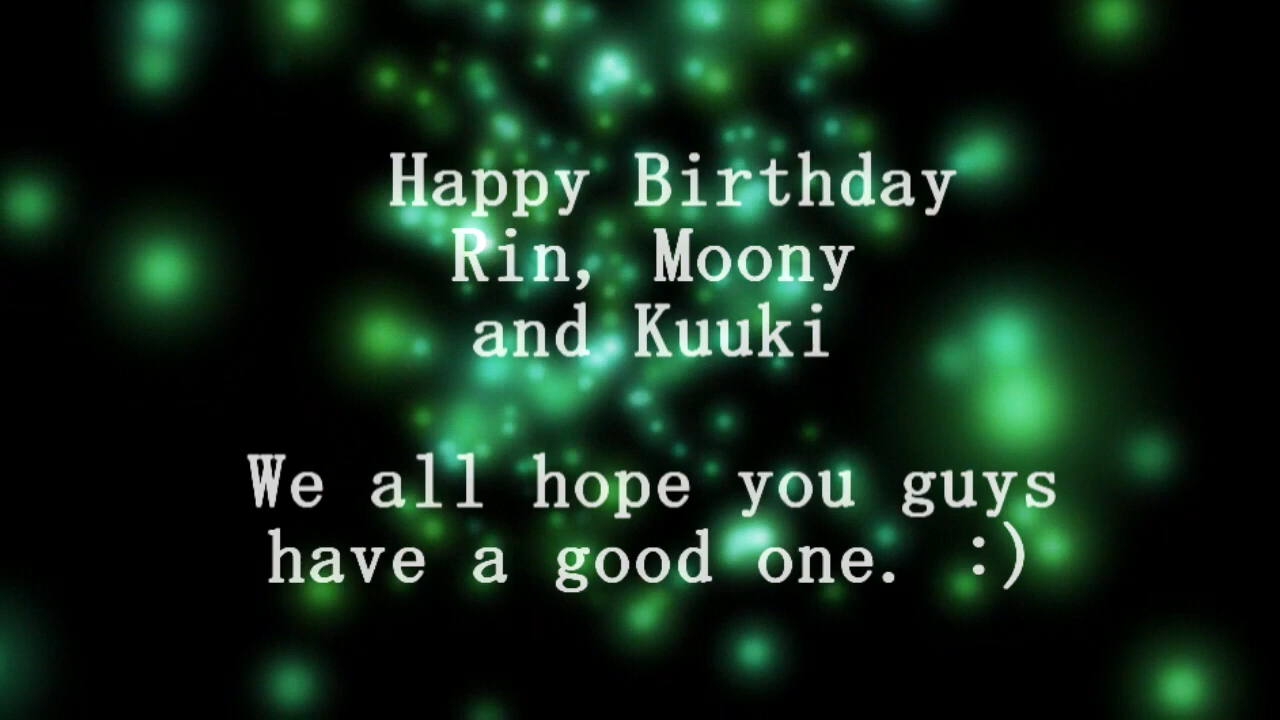 Happy Birthday
Rin, Moony
and Kuuki
We all hope you guys
have a good one. :)